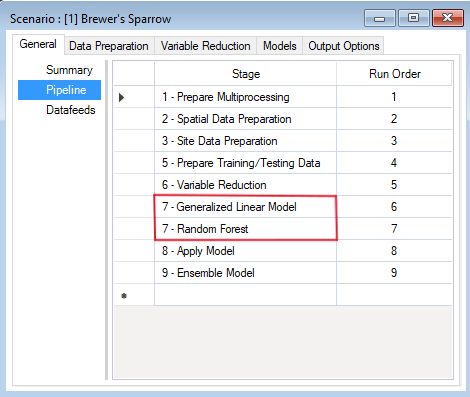 Scenario : [1] Brewer's Sparrow
General Data Preparation Variable Reduction Models Output Options
Summary
Pipeline
Datafeeds
Stage Run Order
1 - Prepare Multiprocessing 1
2 - Spatial Data Preparation 2
3 - Site Data Preparation 3
5 - Prepare Training/Testing Data 4
6 - Variable Reduction 5
7 - Generalized Linear Model 6
7 - Random Forest 7
8 - Apply Model 8
9 - Ensemble Model 9